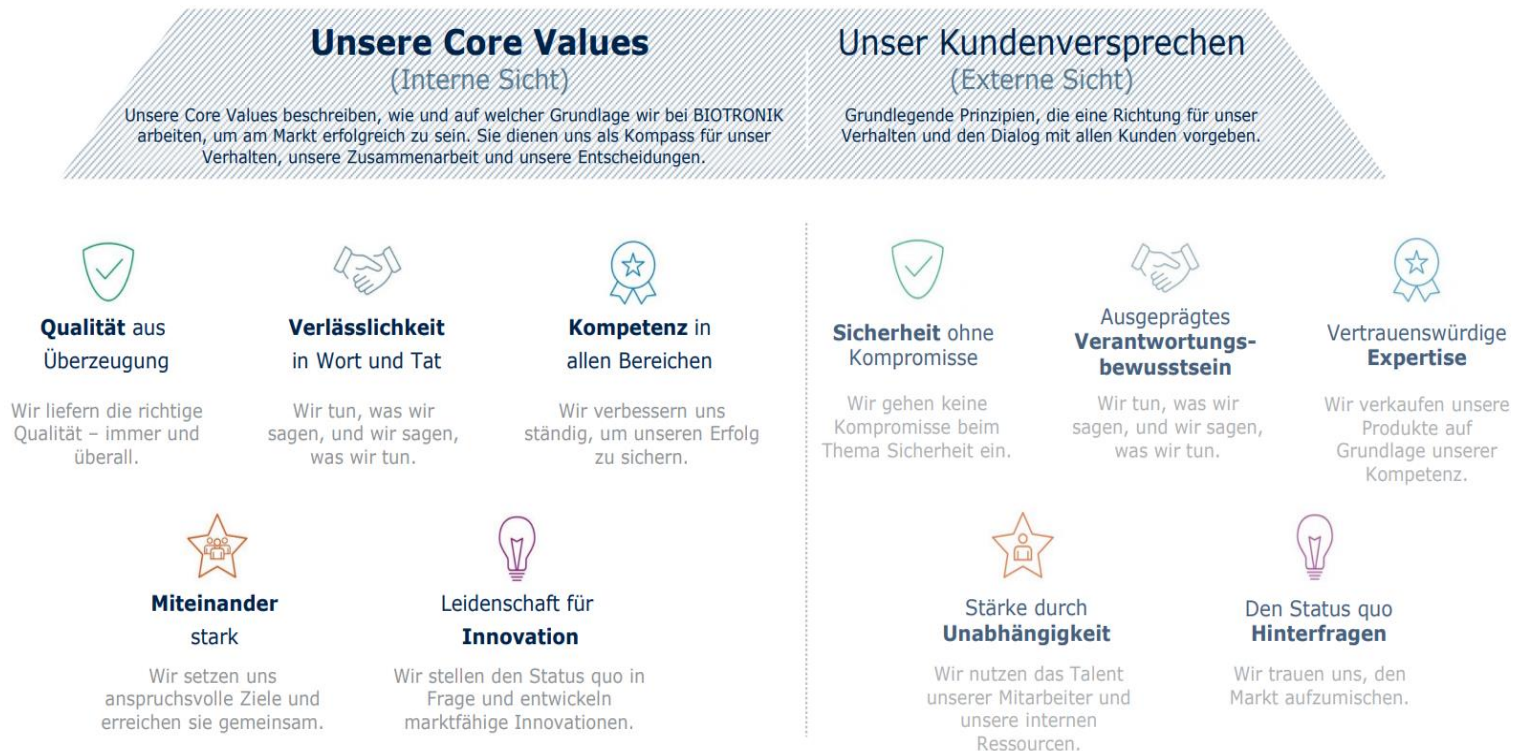 Unsere Core Values
(Interne Sicht)
Unsere Core Values beschreiben, wie und auf welcher Grundlage wir bei BIOTRONIK
arbeiten, um am Markt erfolgreich zu sein. Sie dienen uns als Kompass für unser
Verhalten, unsere Zusammenarbeit und unsere Entscheidungen.
Unser Kundenversprechen
(Externe Sicht)
Grundlegende Prinzipien, die eine Richtung für unser
Verhalten und den Dialog mit allen Kunden vorgeben.
Qualität aus
Überzeugung
Wir liefern die richtige
Qualität – immer und
überall.
Verlässlichkeit
in Wort und Tat
Wir tun, was wir
sagen, und wir sagen,
was wir tun.
Kompetenz in
allen Bereichen
Wir verbessern uns
ständig, um unseren Erfolg
zu sichern.
Miteinander
stark
Wir setzen uns
anspruchsvolle Ziele und
erreichen sie gemeinsam.
Leidenschaft für
Innovation
Wir stellen den Status quo in
Frage und entwickeln
marktfähige Innovationen.
Sicherheit ohne
Kompromisse
Wir gehen keine
Kompromisse beim
Thema Sicherheit ein.
Ausgeprägtes
Verantwortungs-
bewusstsein
Wir tun, was wir
sagen, und wir sagen,
was wir tun.
Vertrauenswürdige
Expertise
Wir verkaufen unsere
Produkte auf
Grundlage unserer
Kompetenz.
Stärke durch
Unabhängigkeit
Wir nutzen das Talent
unserer Mitarbeiter und
unsere internen
Ressourcen.
Den Status quo
Hinterfragen
Wir trauen uns, den
Markt aufzumischen.